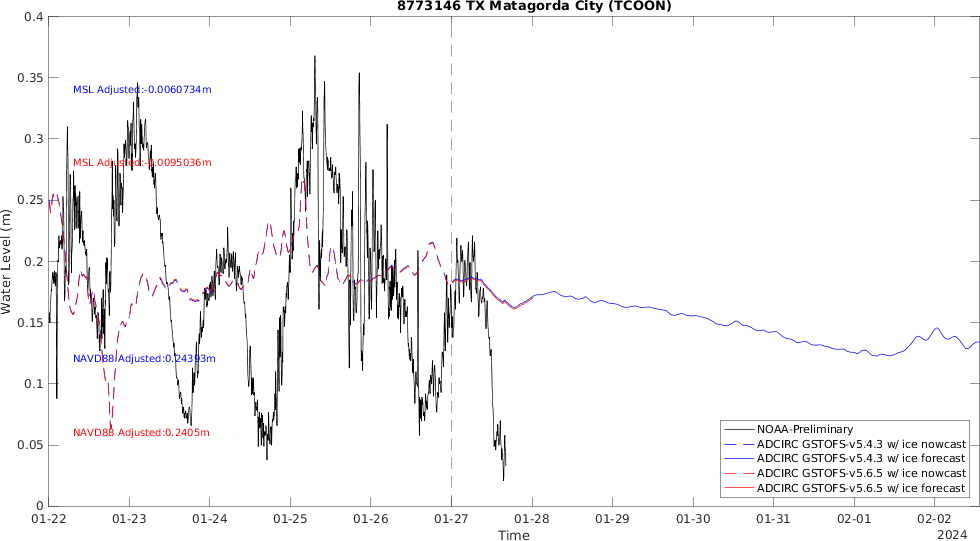 8773146 TX Matagorda City (TCOON)
0.4
0.35
0.3
0.25
0.2
0.15
0.1
0.05
0
Water Level (m)
MSL Adjusted:-0.0060734m
MSL Adjusted:-0.0095036m
NAVD88 Adjusted:0.24393m
NAVD88 Adjusted:0.2405m
NOAA-Preliminary
ADCIRC GSTOFS-v5.4.3 w/ ice nowcast
ADCIRC GSTOFS-v5.4.3 w/ ice forecast
ADCIRC GSTOFS-v5.6.5 w/ ice nowcast
ADCIRC GSTOFS-v5.6.5 w/ ice forecast
01-22 01-23 01-24 01-25 01-26 01-27 01-28 01-29 01-30 01-31 02-01 02-02
Time
2024